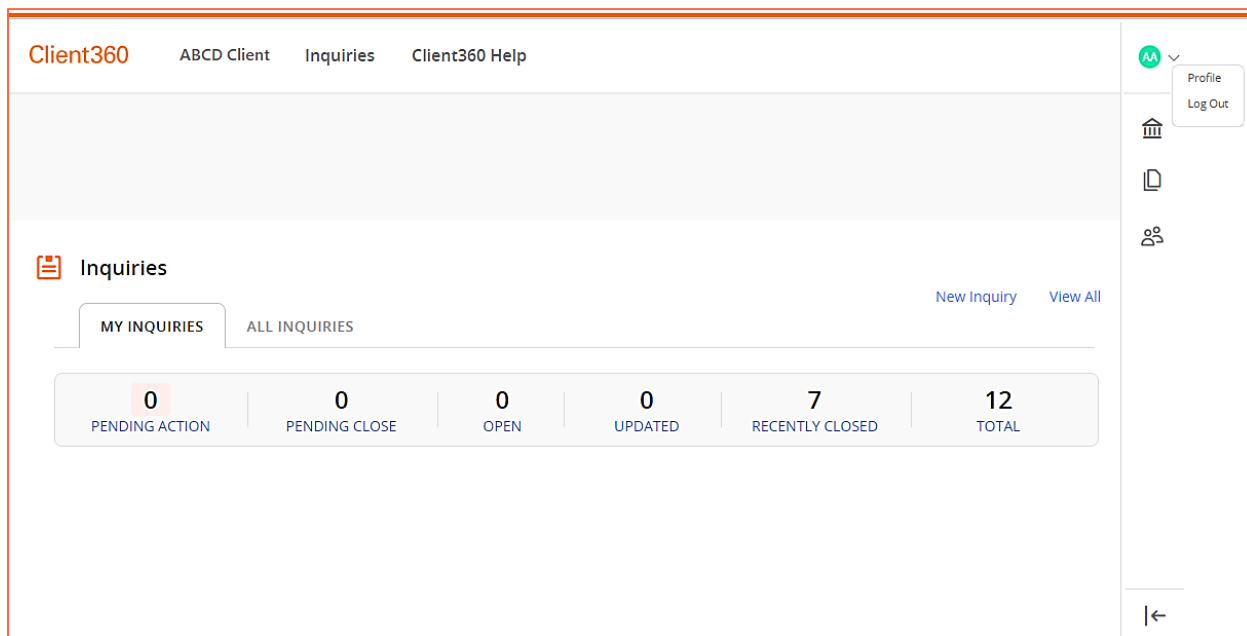 Client360 ABCD Client Inquiries Client360 Help AA
Profile
Log Out
Inquiries
New Inquiry View All
MY INQUIRIES ALL INQUIRIES
0 0 0 0 7 12
PENDING ACTION PENDING CLOSE OPEN UPDATED RECENTLY CLOSED TOTAL